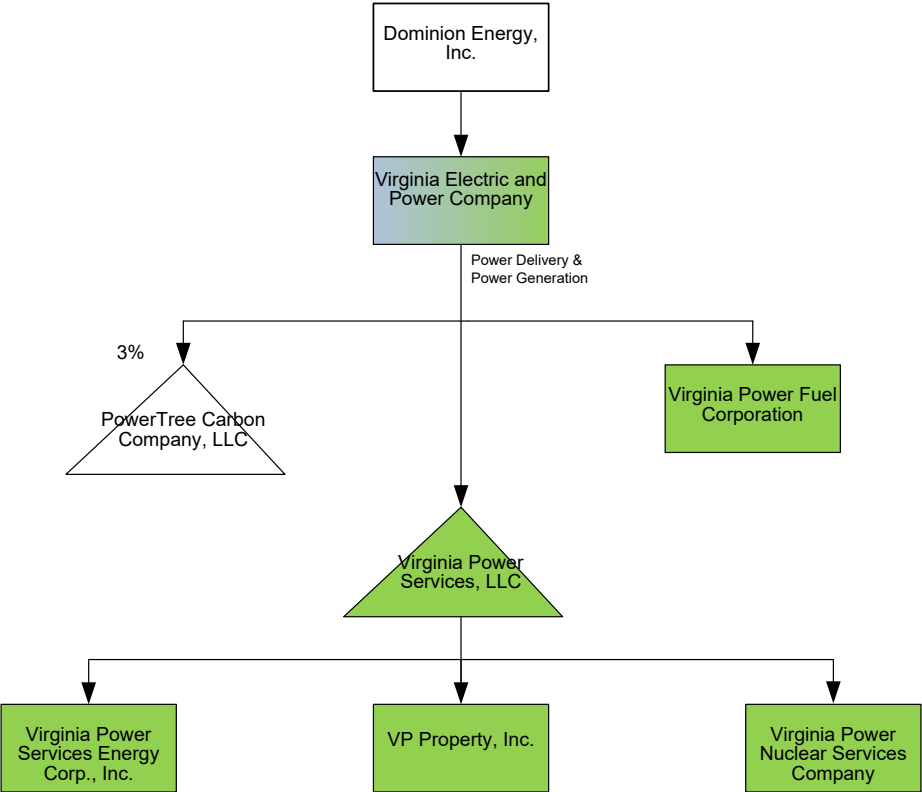 Dominion Energy,
Inc.
Virginia Electric and
Power Company
Power Delivery &
Power Generation
3%
PowerTree Carbon
Company, LLC
Virginia Power Fuel
Corporation
Virginia Power
Services, LLC
Virginia Power
Services Energy
Corp., Inc.
VP Property, Inc.
Virginia Power
Nuclear Services
Company